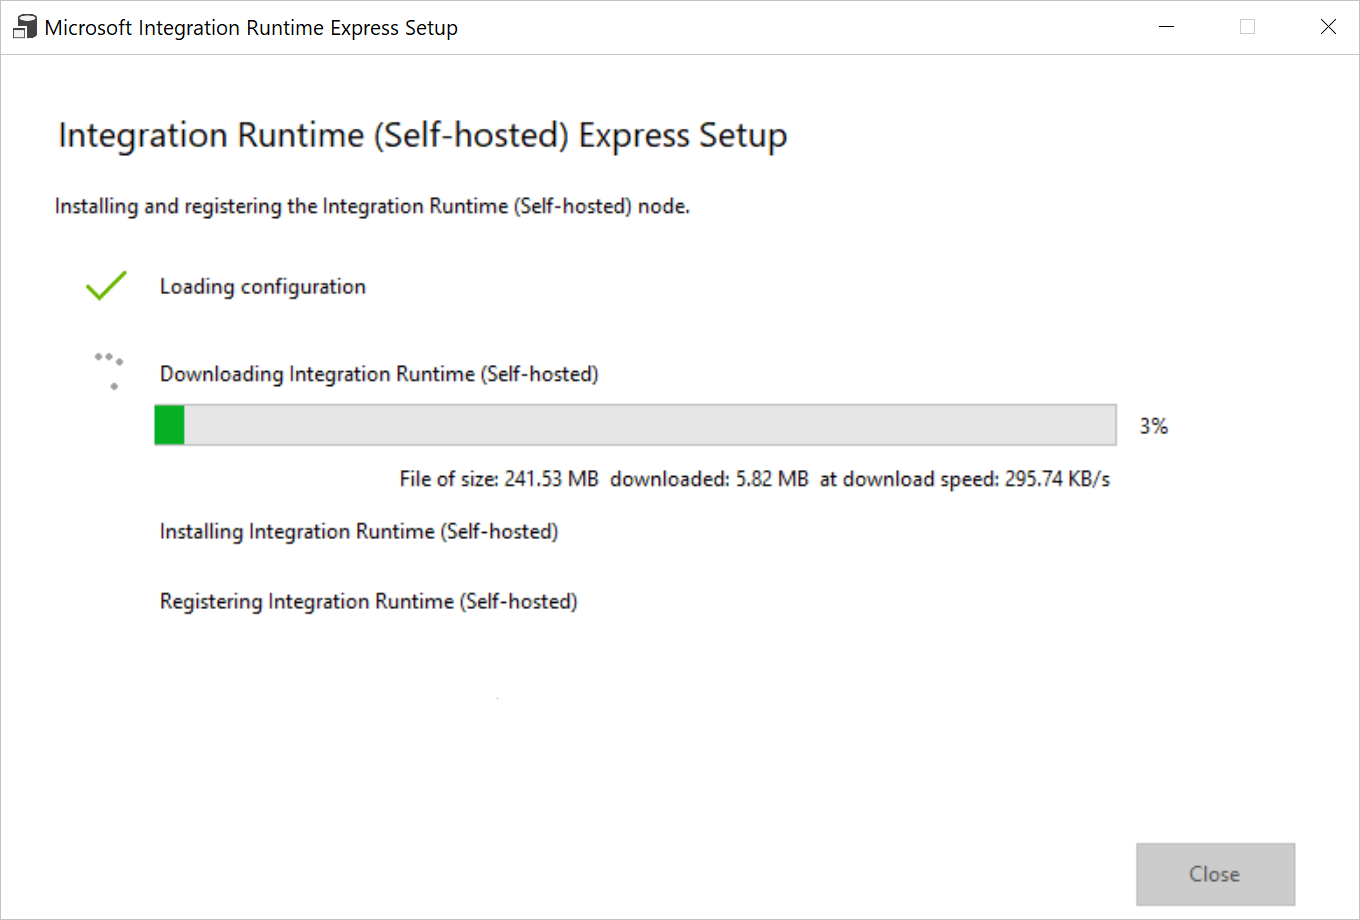 Microsoft Integration Runtime Express Setup
Integration Runtime (Self-hosted) Express Setup
Installing and registering the Integration Runtime (Self-hosted) node.
Loading configuration
Downloading Integration Runtime (Self-hosted)
3%
File of size: 241.53 MB downloaded: 5.82 MB at download speed: 295.74 KB/s
Installing Integration Runtime (Self-hosted)
Registering Integration Runtime (Self-hosted)
Close